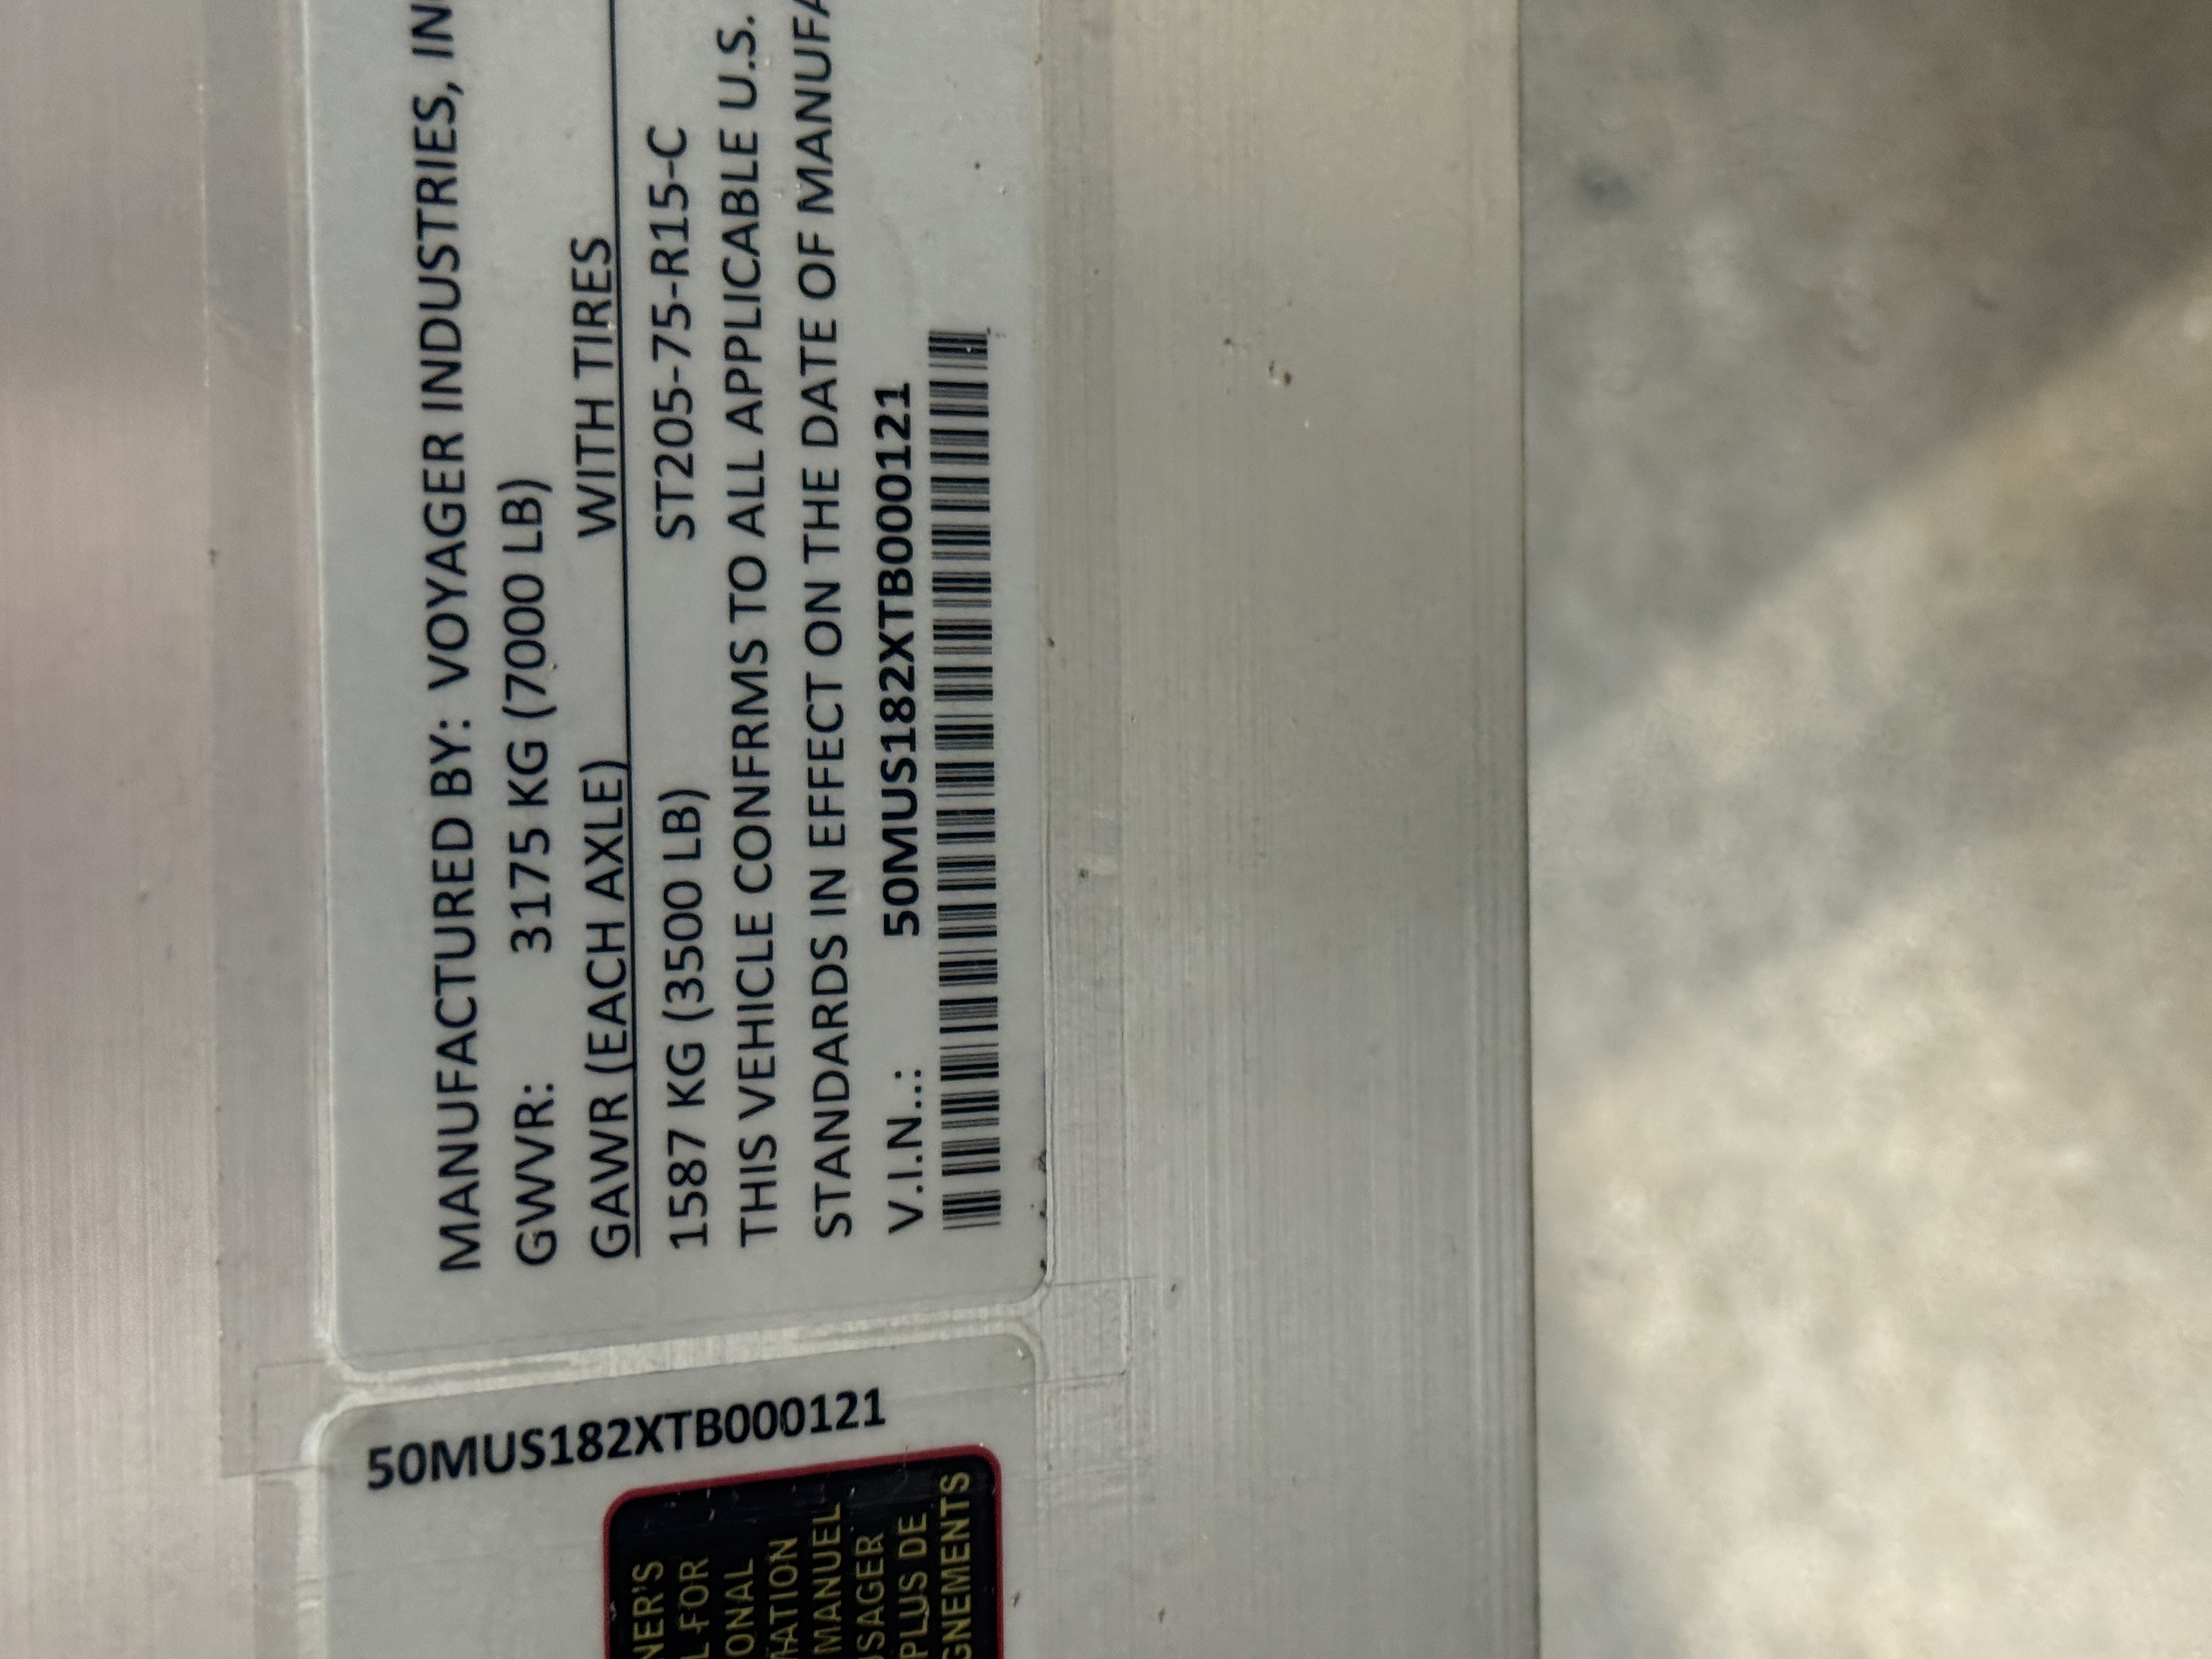 MANUFACTURED BY: VOYAGER INDUSTRIES, IN
GWVR: 3175 KG (7000 LB)
GAWR (EACH AXLE) WITH TIRES
1587 KG (3500 LB) ST205-75-R15-C
THIS VEHICLE CONFRMS TO ALL APPLICABLE U.S.
STANDARDS IN EFFECT ON THE DATE OF MANUFA
V.I.N..: 50MUS182XTB000121
50MUS182XTB000121
NER'S
L FOR
ONAL
MATION
MANUEL
USAGER
PLUS DE
GNEMENTS